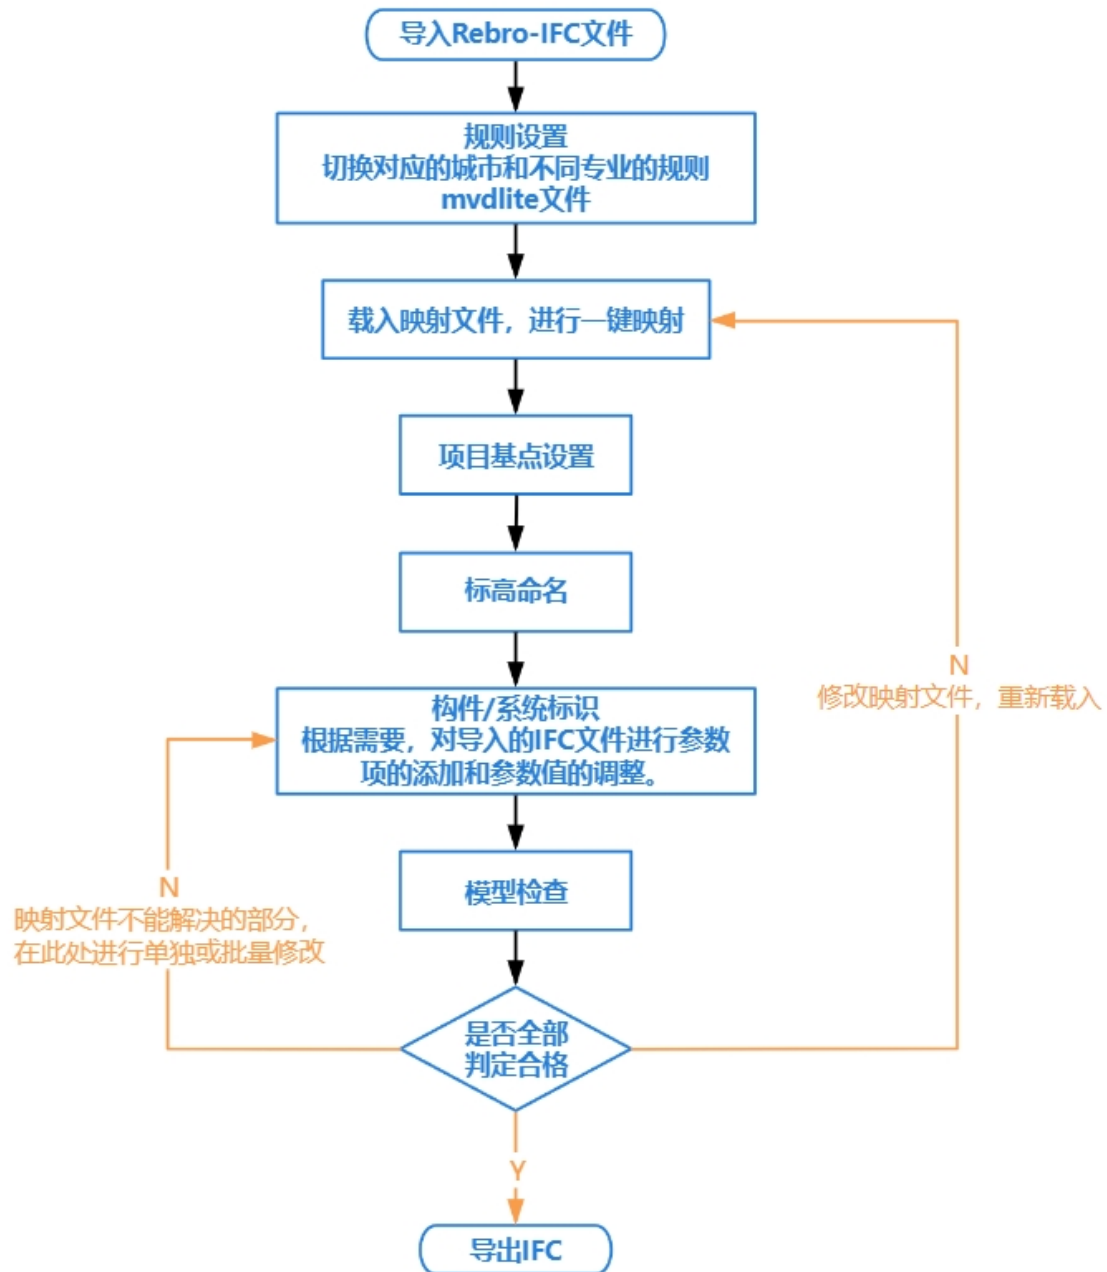 导入Rebro-IFC文件
规则设置
切换对应的城市和不同专业的规则
mvdlite文件
载入映射文件，进行一键映射
项目基点设置
标高命名
N
修改映射文件，重新载入
构件/系统标识
根据需要，对导入的IFC文件进行参数
项的添加和参数值的调整。
模型检查
N
映射文件不能解决的部分，
在此处进行单独或批量修改
是否全部
判定合格
Y
导出IFC